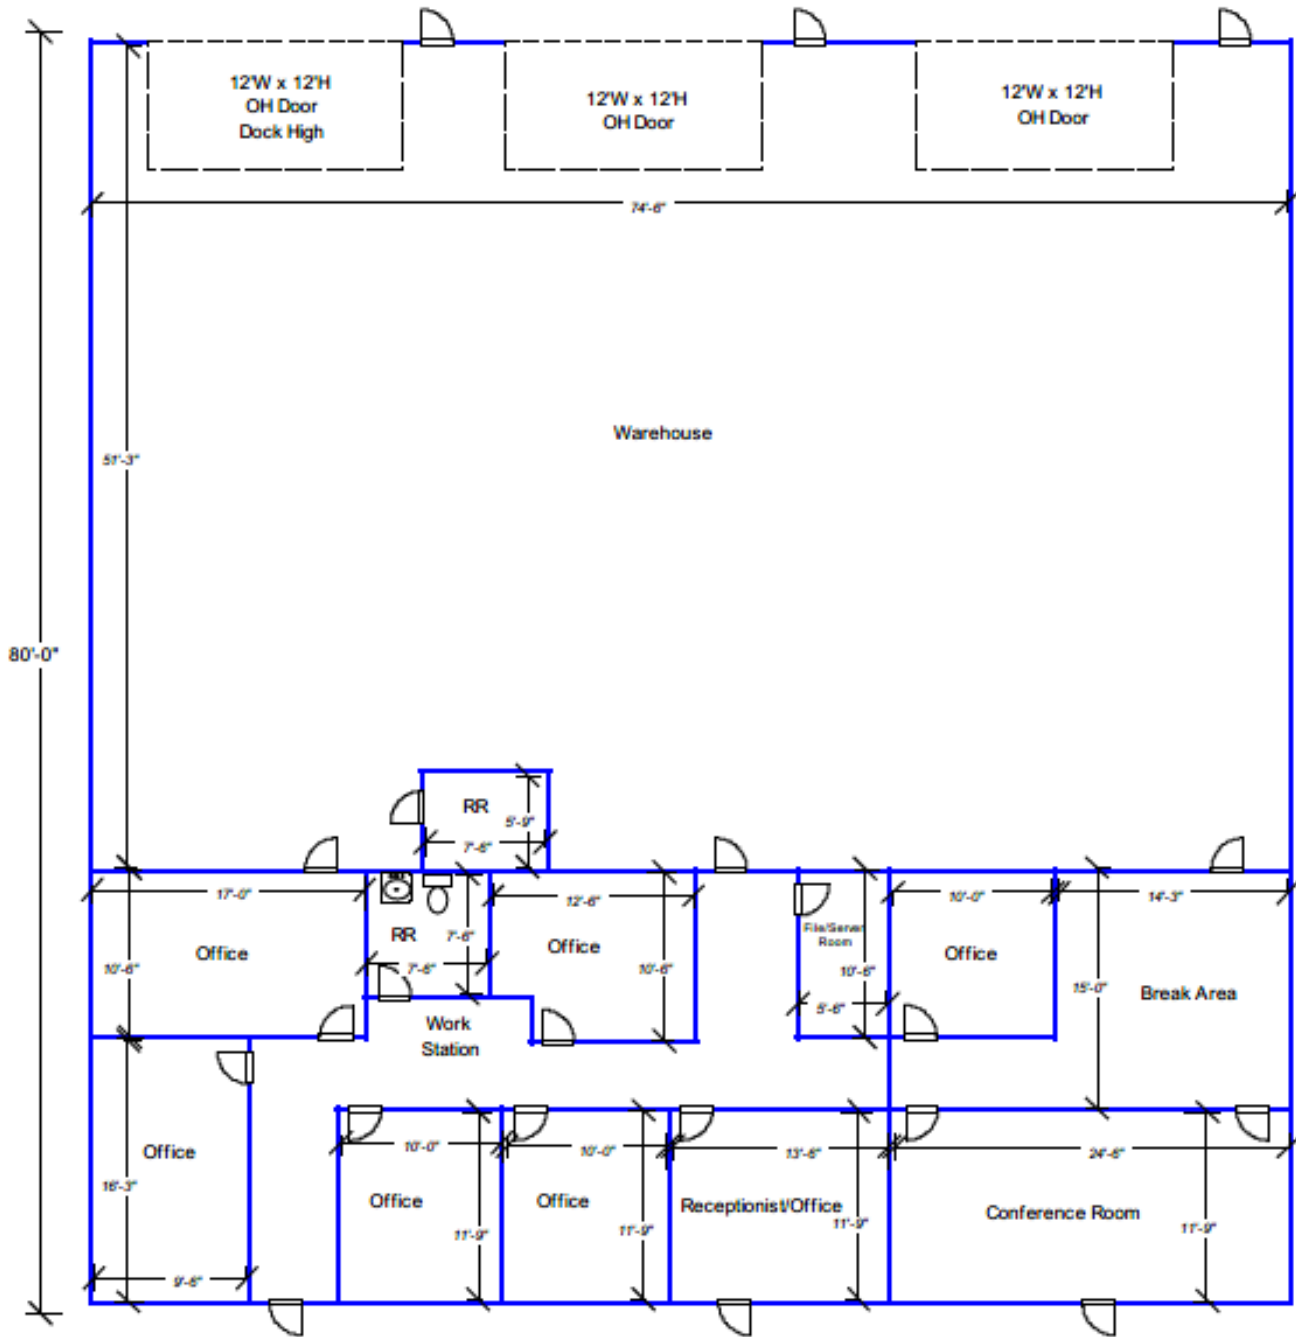 12'W x 12'H
OH Door
Dock High
12'W x 12'H
OH Door
12'W x 12'H
OH Door
74'-6"
Warehouse
51'-3"
80'-0"
RR
5'-9"
7'-6"
17'-0"
12'-6"
10'-0"
14'-3"
Office
RR
7'-6"
Office
File/Server
Room
Office
10'-6"
7'-6"
10'-6"
10'-6"
15'-0"
Break Area
5'-6"
Work
Station
Office
16'-3"
9'-6"
10'-0"
Office
11'-9"
10'-0"
Office
11'-9"
13'-6"
Receptionist/Office
11'-9"
24'-6"
Conference Room
11'-9"